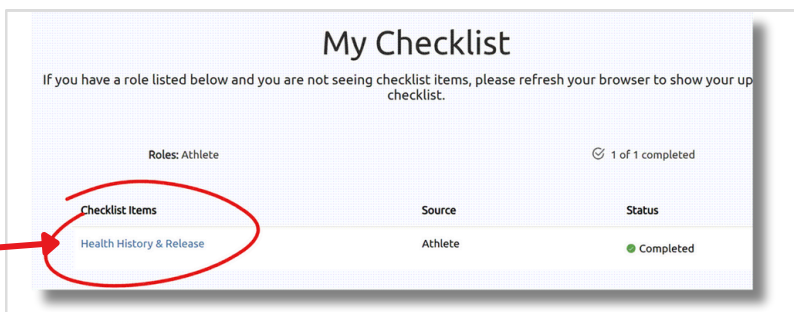 My Checklist
If you have a role listed below and you are not seeing checklist items, please refresh your browser to show your up
checklist.
Roles: Athlete
1 of 1 completed
Checklist Items Source Status
Health History & Release Athlete Completed